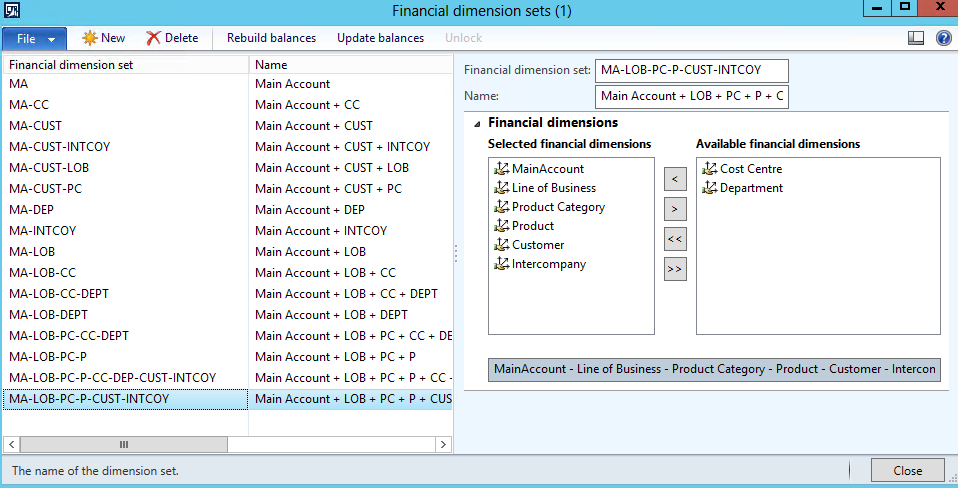 Financial dimension sets (1)
File New Delete Rebuild balances Update balances Unlock
Financial dimension set Name
MA Main Account
MA-CC Main Account + CC
MA-CUST Main Account + CUST
MA-CUST-INTCOY Main Account + CUST + INTCOY
MA-CUST-LOB Main Account + CUST + LOB
MA-CUST-PC Main Account + CUST + PC
MA-DEP Main Account + DEP
MA-INTCOY Main Account + INTCOY
MA-LOB Main Account + LOB
MA-LOB-CC Main Account + LOB + CC
MA-LOB-CC-DEPT Main Account + LOB + CC + DEPT
MA-LOB-DEPT Main Account + LOB + DEPT
MA-LOB-PC-CC-DEPT Main Account + LOB + PC + CC + DE
MA-LOB-PC-P Main Account + LOB + PC + P
MA-LOB-PC-P-CC-DEP-CUST-INTCOY Main Account + LOB + PC + P + CC -
MA-LOB-PC-P-CUST-INTCOY Main Account + LOB + PC + P + CUS
Financial dimension set: MA-LOB-PC-P-CUST-INTCOY
Name: Main Account + LOB + PC + P + C
Financial dimensions
Selected financial dimensions
MainAccount
Line of Business
Product Category
Product
Customer
Intercompany
<
>
<<
>>
Available financial dimensions
Cost Centre
Department
MainAccount - Line of Business - Product Category - Product - Customer - Intercon
The name of the dimension set.
Close